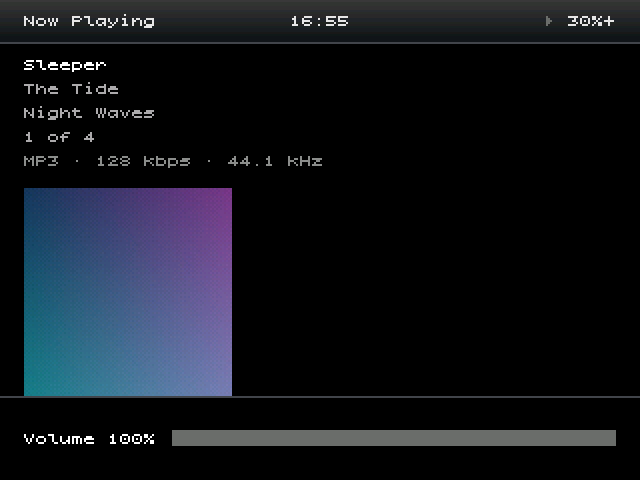 Now Playing 16:55 30%+
Sleeper
The Tide
Night Waves
1 of 4
MP3 · 128 kbps · 44.1 kHz
Volume 100%